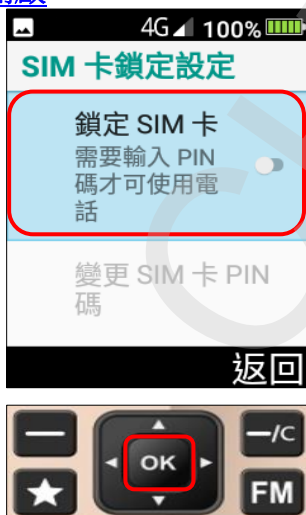 4G 100%
SIM 卡鎖定設定
鎖定 SIM 卡
需要輸入 PIN
碼才可使用電
話
變更 SIM 卡 PIN
碼
返回
—/C
OK
FM